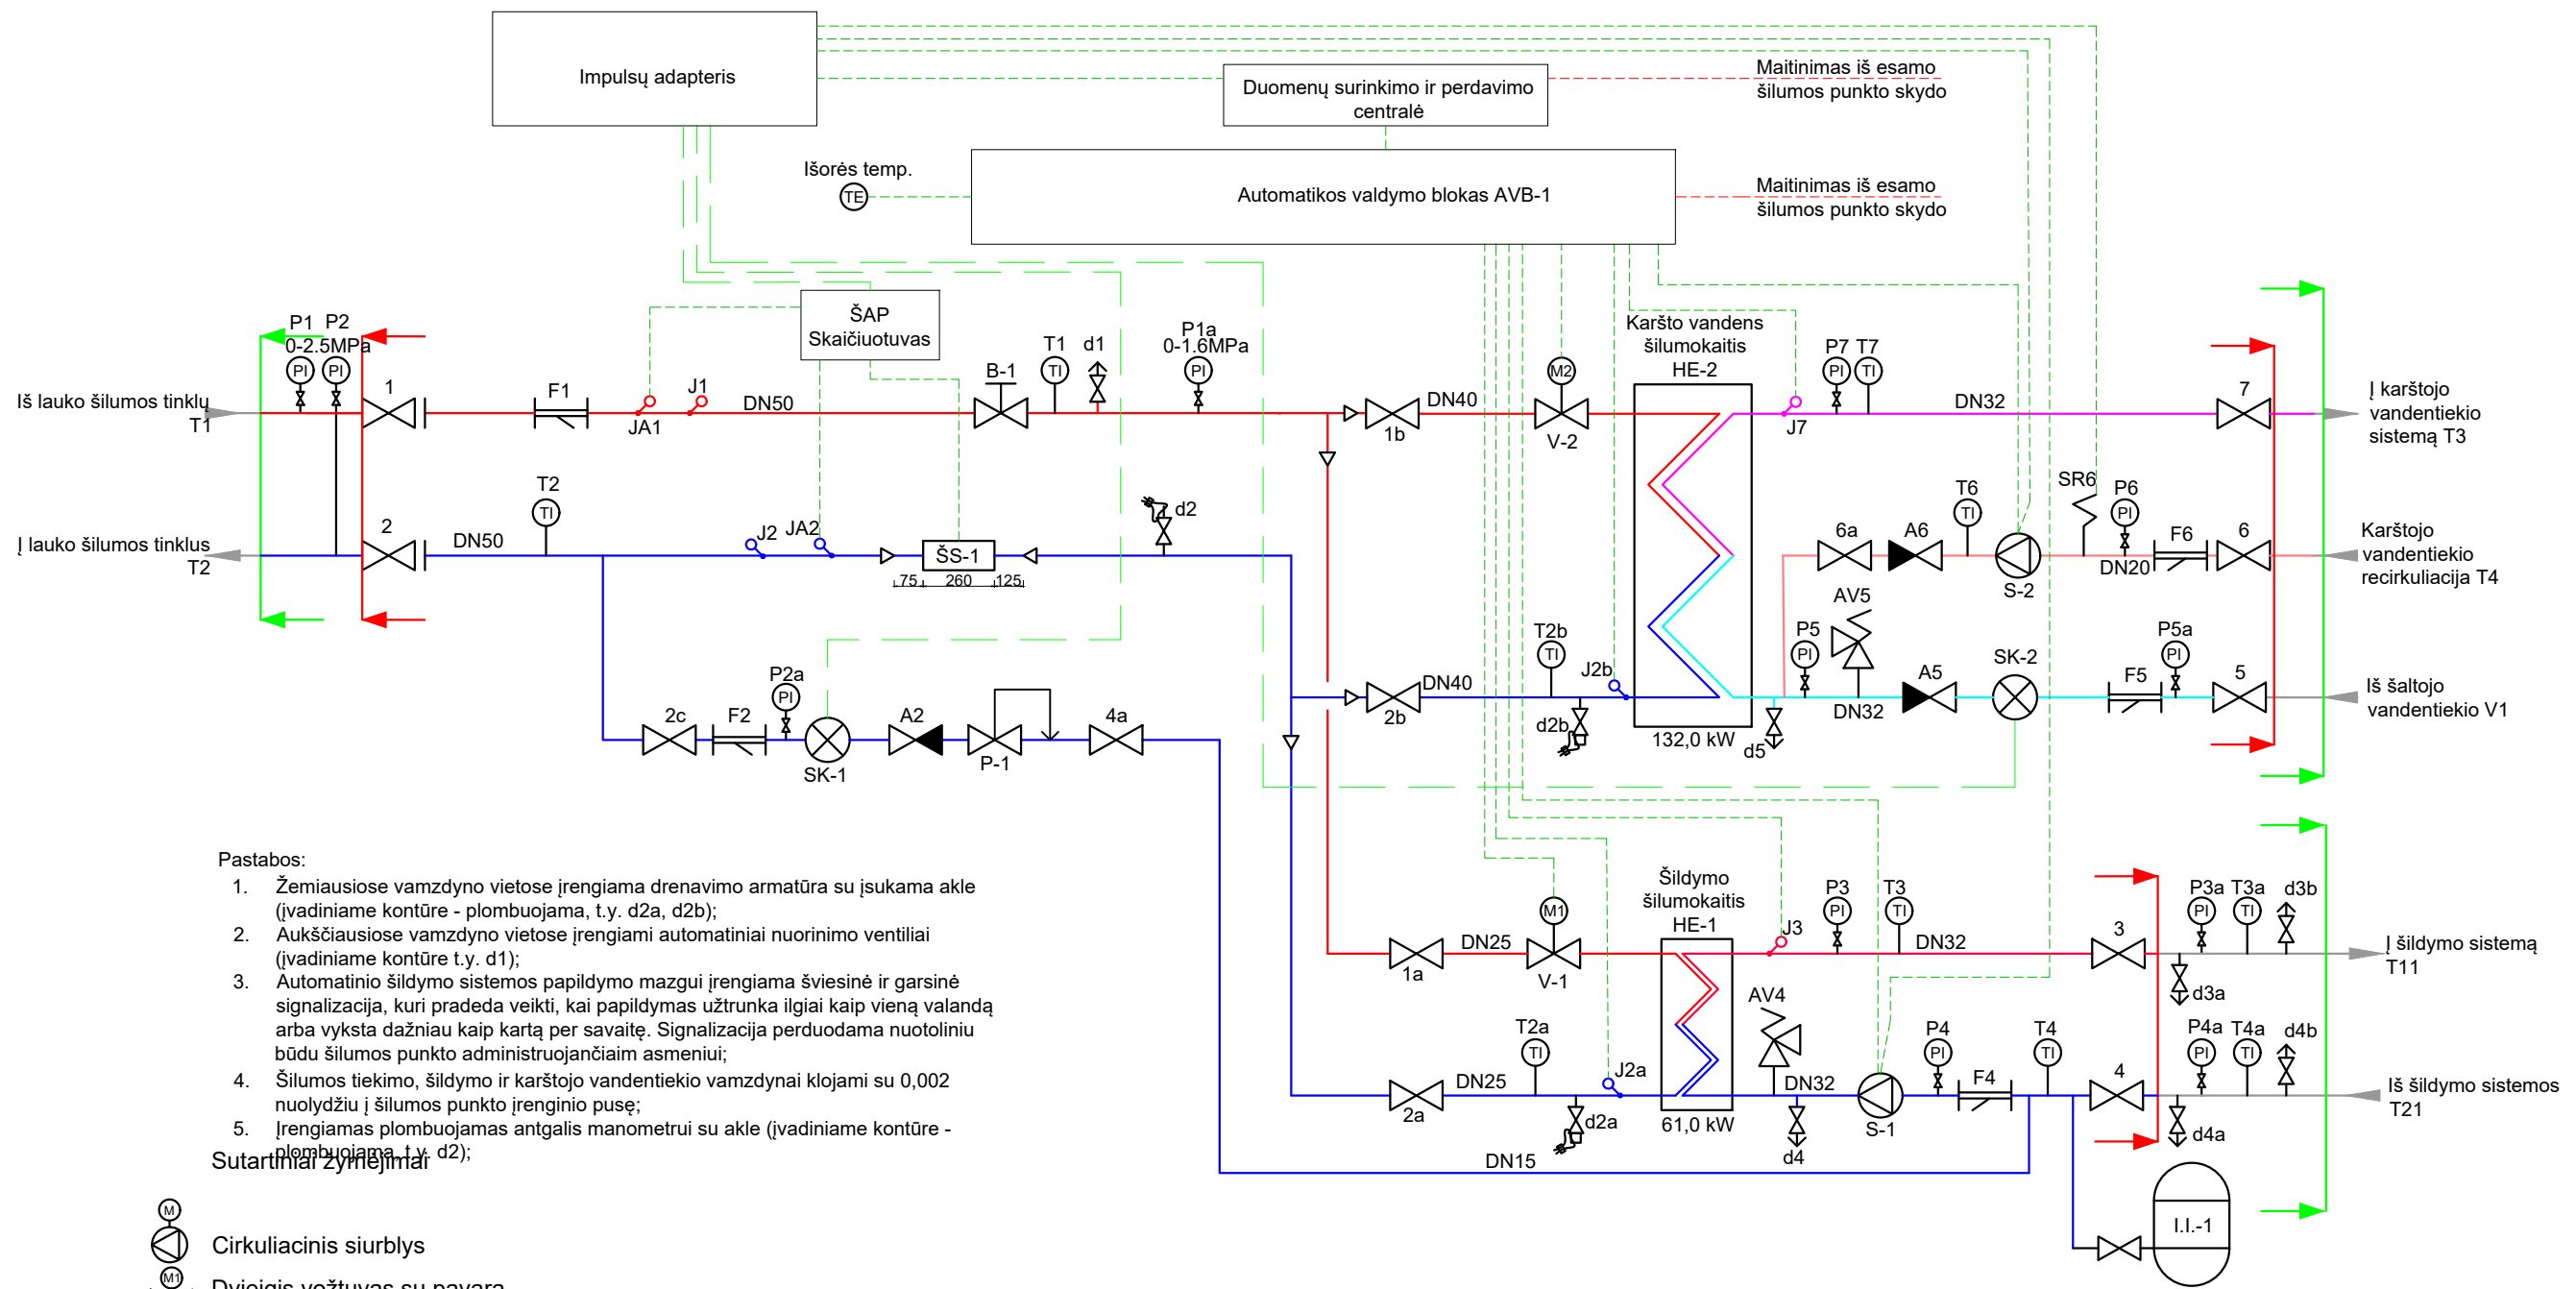 Impulsų adapteris
Duomenų surinkimo ir perdavimo
centralė
Maitinimas iš esamo
šilumos punkto skydo
Išorės temp.
TE
Automatikos valdymo blokas AVB-1
Maitinimas iš esamo
šilumos punkto skydo
ŠAP
Skaičiuotuvas
P1 P2
0-2.5MPa
PI PI
1
F1
JA1
J1
DN50
B-1
T1
TI
d1
P1a
0-1.6MPa
PI
1b
DN40
M2
V-2
Karšto vandens
šilumokaitis
HE-2
J7
P7 T7
PI TI
DN32
7
Iš lauko šilumos tinklų
T1
Į karštojo
vandentiekio
sistemą T3
Į lauko šilumos tinklus
T2
2
DN50
T2
TI
J2
JA2
ŠS-1
75 260 125
d2
6a
A6
T6
TI
S-2
SR6
P6
PI
DN20
F6
6
Karštojo
vandentiekio
recirkuliacija T4
2c
F2
P2a
PI
SK-1
A2
P-1
4a
2b
DN40
T2b
TI
d2b
J2b
132,0 kW
d5
P5
PI
AV5
DN32
A5
SK-2
F5
P5a
PI
5
Iš šaltojo
vandentiekio V1
Pastabos:
1. Žemiausiose vamzdyno vietose įrengiama drenavimo armatūra su įsukama akle
(įvadiniame kontūre - plombuojama, t.y. d2a, d2b);
2. Aukščiausiose vamzdyno vietose įrengiami automatiniai nuorinimo ventiliai
(įvadiniame kontūre t.y. d1);
3. Automatinio šildymo sistemos papildymo mazgui įrengiama šviesinė ir garsinė
signalizacija, kuri pradeda veikti, kai papildymas užtrunka ilgiai kaip vieną valandą
arba vyksta dažniau kaip kartą per savaitę. Signalizacija perduodama nuotoliniu
būdu šilumos punkto administruojančiaim asmeniui;
4. Šilumos tiekimo, šildymo ir karštojo vandentiekio vamzdynai klojami su 0,002
nuolydžiu į šilumos punkto įrenginio pusę;
5. Įrengiamas plombuojamas antgalis manometrui su akle (įvadiniame kontūre -
plombuojama, t.y. d2);
Sutartiniai žymėjimai
M
Cirkuliacinis siurblys
M1
Dvieigis vožtuvas su pavara
1a
DN25
M1
V-1
Šildymo
šilumokaitis
HE-1
J3
P3 T3
PI TI
DN32
3
P3a T3a d3b
PI TI
d3a
Į šildymo sistemą
T11
2a
DN25
T2a
TI
d2a
J2a
61,0 kW
AV4
DN32
d4
S-1
P4
PI
F4
T4
TI
4
P4a T4a d4b
PI TI
d4a
Iš šildymo sistemos
T21
DN15
I.I.-1